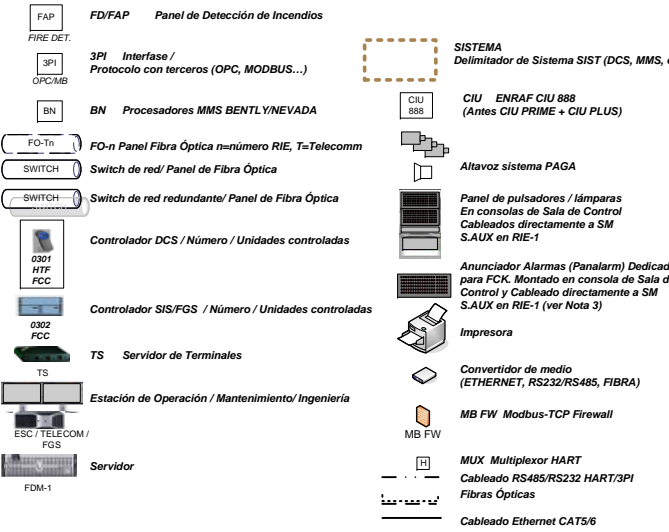 FAP
FIRE DET.
FD/FAP Panel de Detección de Incendios
3PI
OPC/MB
3PI Interfase /
Protocolo con terceros (OPC, MODBUS…)
BN
BN Procesadores MMS BENTLY/NEVADA
FO-Tn
FO-n Panel Fibra Óptica n=número RIE, T=Telecomm
SWITCH
Switch de red/ Panel de Fibra Óptica
SWITCH
Switch de red redundante/ Panel de Fibra Óptica
0301
HTF
FCC
Controlador DCS / Número / Unidades controladas
0302
FCC
Controlador SIS/FGS / Número / Unidades controladas
TS
TS Servidor de Terminales
ESC / TELECOM /
FGS
Estación de Operación / Mantenimiento/ Ingeniería
FDM-1
Servidor
SISTEMA
Delimitador de Sistema SIST (DCS, MMS,
CIU
888
CIU ENRAF CIU 888
(Antes CIU PRIME + CIU PLUS)
Altavoz sistema PAGA
Panel de pulsadores / lámparas
En consolas de Sala de Control
Cableados directamente a SM
S.AUX en RIE-1
Anunciador Alarmas (Panalarm) Dedicad
para FCK. Montado en consola de Sala d
Control y Cableado directamente a SM
S.AUX en RIE-1 (ver Nota 3)
Impresora
Convertidor de medio
(ETHERNET, RS232/RS485, FIBRA)
MB FW
MB FW Modbus-TCP Firewall
H
MUX Multiplexor HART
Cableado RS485/RS232 HART/3PI
Fibras Ópticas
Cableado Ethernet CAT5/6